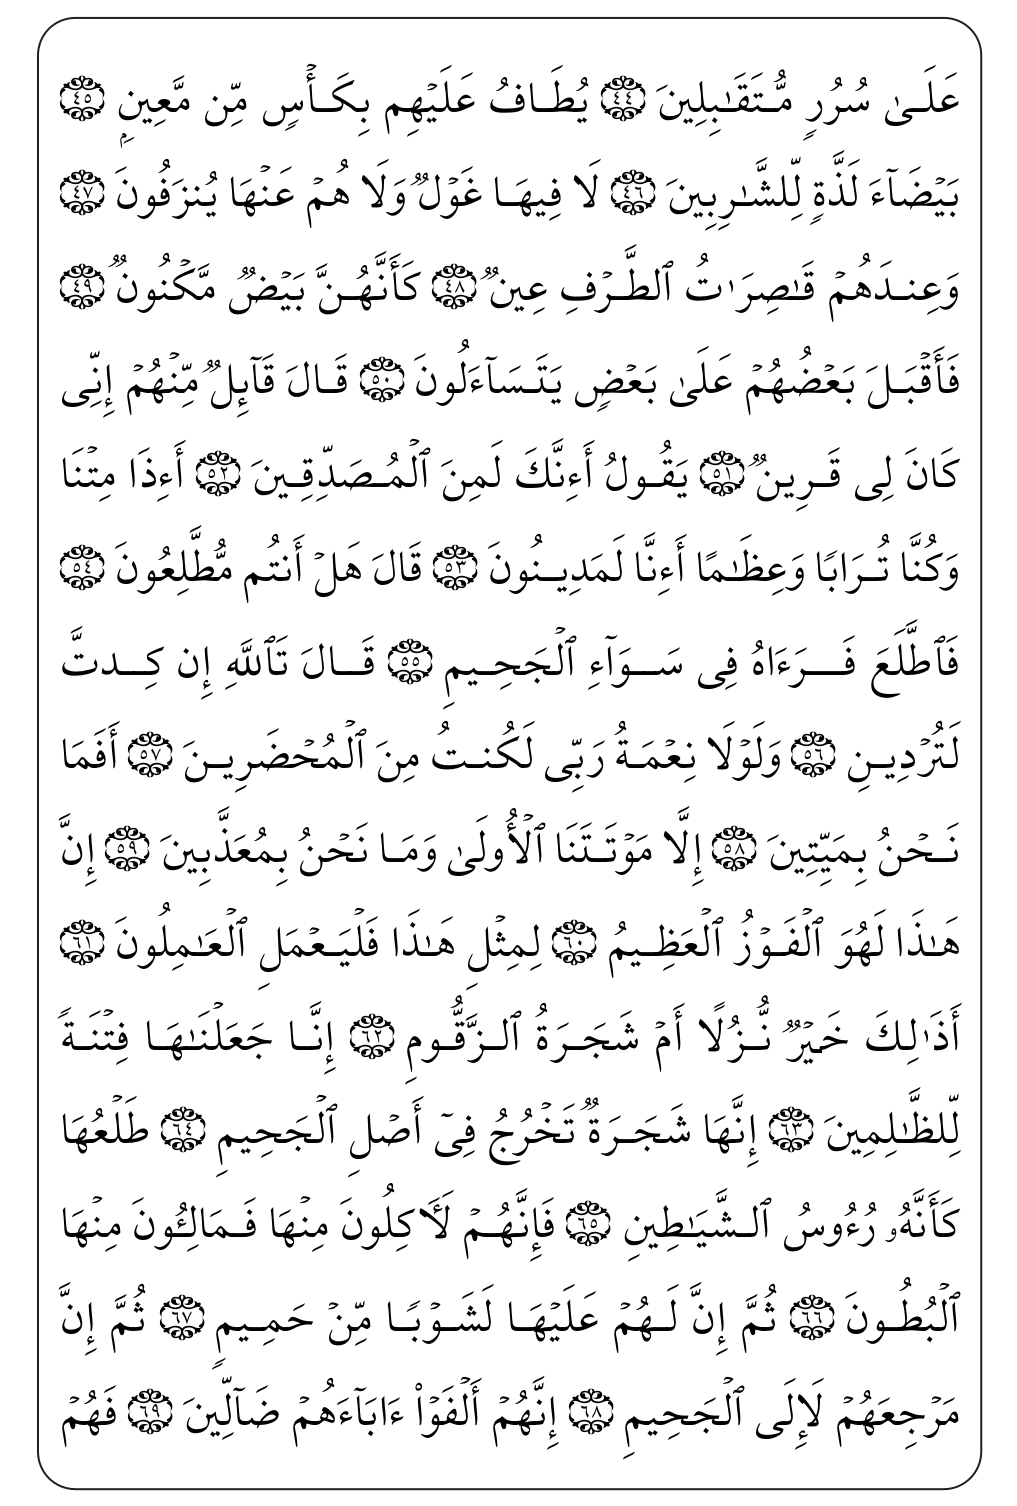 عَلَىٰ سُرُرٍ مُّتَقَـٰبِلِينَ ٤٤ يُطَافُ عَلَيْهِم بِكَأْسٍ مِّن مَّعِينٍۭ ٤٥
بَيْضَآءَ لَذَّةٍ لِّلشَّـٰرِبِينَ ٤٦ لَا فِيهَا غَوْلٌ وَلَا هُمْ عَنْهَا يُنزَفُونَ ٤٧
وَعِندَهُمْ قَـٰصِرَٰتُ ٱلطَّرْفِ عِينٌ ٤٨ كَأَنَّهُنَّ بَيْضٌ مَّكْنُونٌ ٤٩
فَأَقْبَلَ بَعْضُهُمْ عَلَىٰ بَعْضٍ يَتَسَآءَلُونَ ٥٠ قَالَ قَآئِلٌ مِّنْهُمْ إِنِّى
كَانَ لِى قَرِينٌ ٥١ يَقُولُ أَءِنَّكَ لَمِنَ ٱلْمُصَدِّقِينَ ٥٢ أَءِذَا مِتْنَا
وَكُنَّا تُرَابًا وَعِظَـٰمًا أَءِنَّا لَمَدِينُونَ ٥٣ قَالَ هَلْ أَنتُم مُّطَّلِعُونَ ٥٤
فَٱطَّلَعَ فَرَءَاهُ فِى سَوَآءِ ٱلْجَحِيمِ ٥٥ قَالَ تَٱللَّهِ إِن كِدتَّ
لَتُرْدِينِ ٥٦ وَلَوْلَا نِعْمَةُ رَبِّى لَكُنتُ مِنَ ٱلْمُحْضَرِينَ ٥٧ أَفَمَا
نَحْنُ بِمَيِّتِينَ ٥٨ إِلَّا مَوْتَتَنَا ٱلْأُولَىٰ وَمَا نَحْنُ بِمُعَذَّبِينَ ٥٩ إِنَّ
هَـٰذَا لَهُوَ ٱلْفَوْزُ ٱلْعَظِيمُ ٦٠ لِمِثْلِ هَـٰذَا فَلْيَعْمَلِ ٱلْعَـٰمِلُونَ ٦١
أَذَٰلِكَ خَيْرٌ نُّزُلًا أَمْ شَجَرَةُ ٱلزَّقُّومِ ٦٢ إِنَّا جَعَلْنَـٰهَا فِتْنَةً
لِّلظَّـٰلِمِينَ ٦٣ إِنَّهَا شَجَرَةٌ تَخْرُجُ فِىٓ أَصْلِ ٱلْجَحِيمِ ٦٤ طَلْعُهَا
كَأَنَّهُۥ رُءُوسُ ٱلشَّيَـٰطِينِ ٦٥ فَإِنَّهُمْ لَـَٔاكِلُونَ مِنْهَا فَمَالِـُٔونَ مِنْهَا
ٱلْبُطُونَ ٦٦ ثُمَّ إِنَّ لَهُمْ عَلَيْهَا لَشَوْبًا مِّنْ حَمِيمٍ ٦٧ ثُمَّ إِنَّ
مَرْجِعَهُمْ لَإِلَى ٱلْجَحِيمِ ٦٨ إِنَّهُمْ أَلْفَوْا۟ ءَابَآءَهُمْ ضَآلِّينَ ٦٩ فَهُمْ